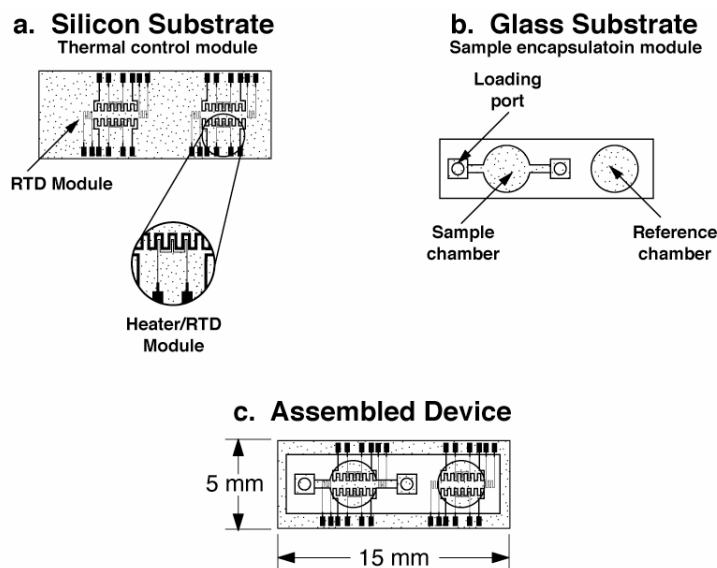 a. Silicon Substrate
Thermal control module
RTD Module
Heater/RTD
Module
b. Glass Substrate
Sample encapsulatoin module
Loading
port
Sample
chamber
Reference
chamber
c. Assembled Device
5 mm
15 mm